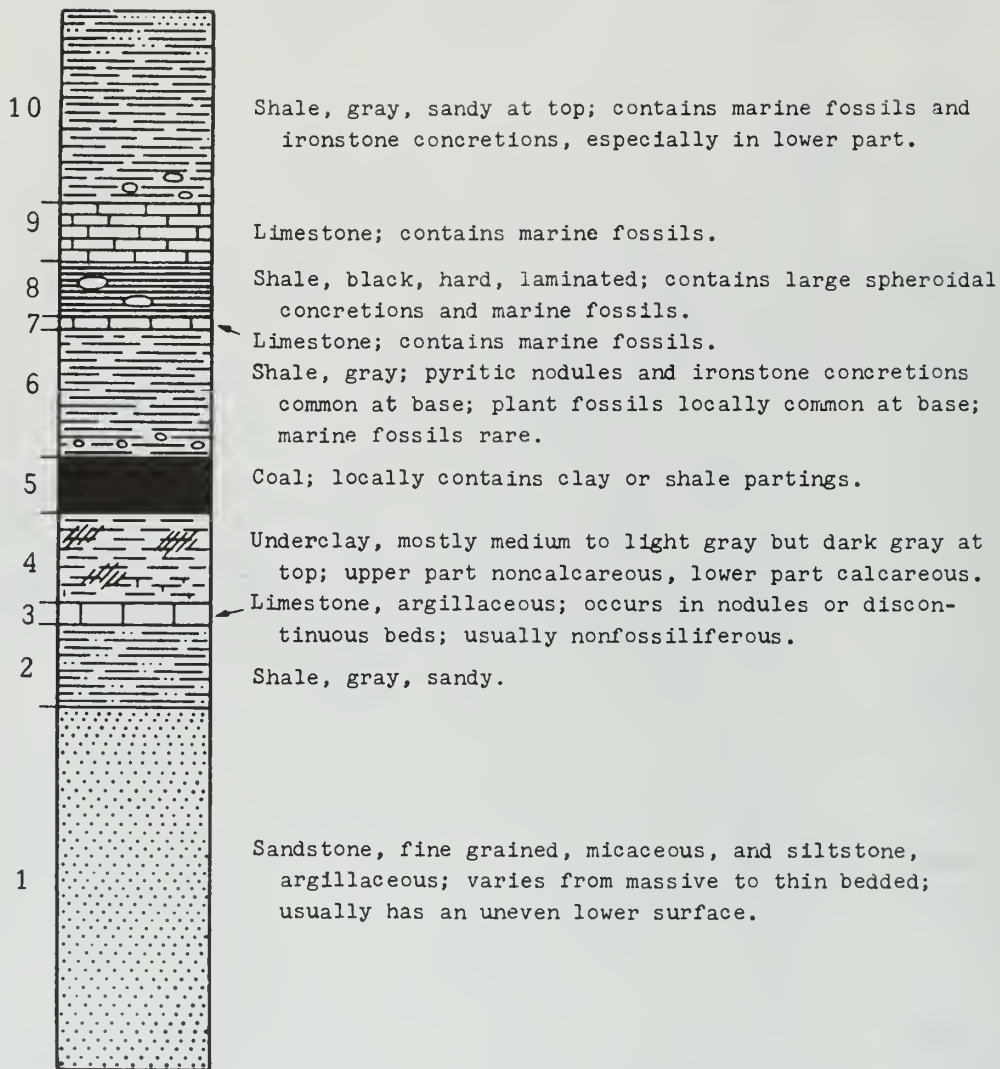 10
Shale, gray, sandy at top; contains marine fossils and
ironstone concretions, especially in lower part.
9
Limestone; contains marine fossils.
8
Shale, black, hard, laminated; contains large spheroidal
concretions and marine fossils.
7
Limestone; contains marine fossils.
6
Shale, gray; pyritic nodules and ironstone concretions
common at base; plant fossils locally common at base;
marine fossils rare.
5
Coal; locally contains clay or shale partings.
4
Underclay, mostly medium to light gray but dark gray at
top; upper part noncalcareous, lower part calcareous.
3
Limestone, argillaceous; occurs in nodules or discon-
tinuous beds; usually nonfossiliferous.
2
Shale, gray, sandy.
1
Sandstone, fine grained, micaceous, and siltstone,
argillaceous; varies from massive to thin bedded;
usually has an uneven lower surface.